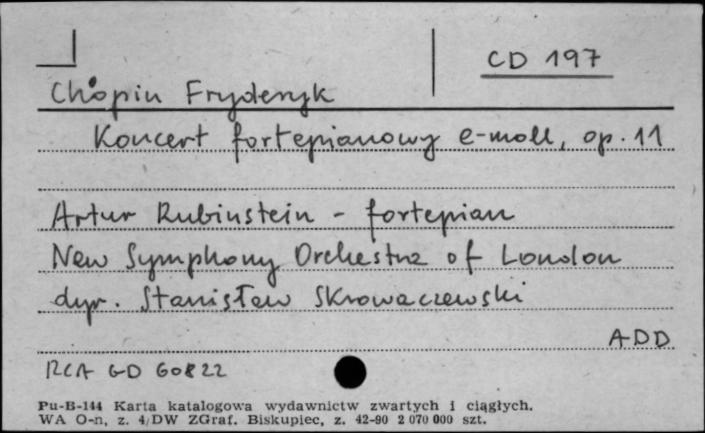 CD 197
Chopin Fryderyk
Koncert fortepianowy e-moll, op. 11
Artur Rubinstein - fortepian
New Symphony Orchestra of London
dyr. Stanisław Skrowaczewski
ADD
RCA GD 60822
Pu-B-144 Karta katalogowa wydawnictw zwartych i ciągłych.
WA O-n, z. 4/DW ZGraf. Biskupiec, z. 42-90 2 070 000 szt.